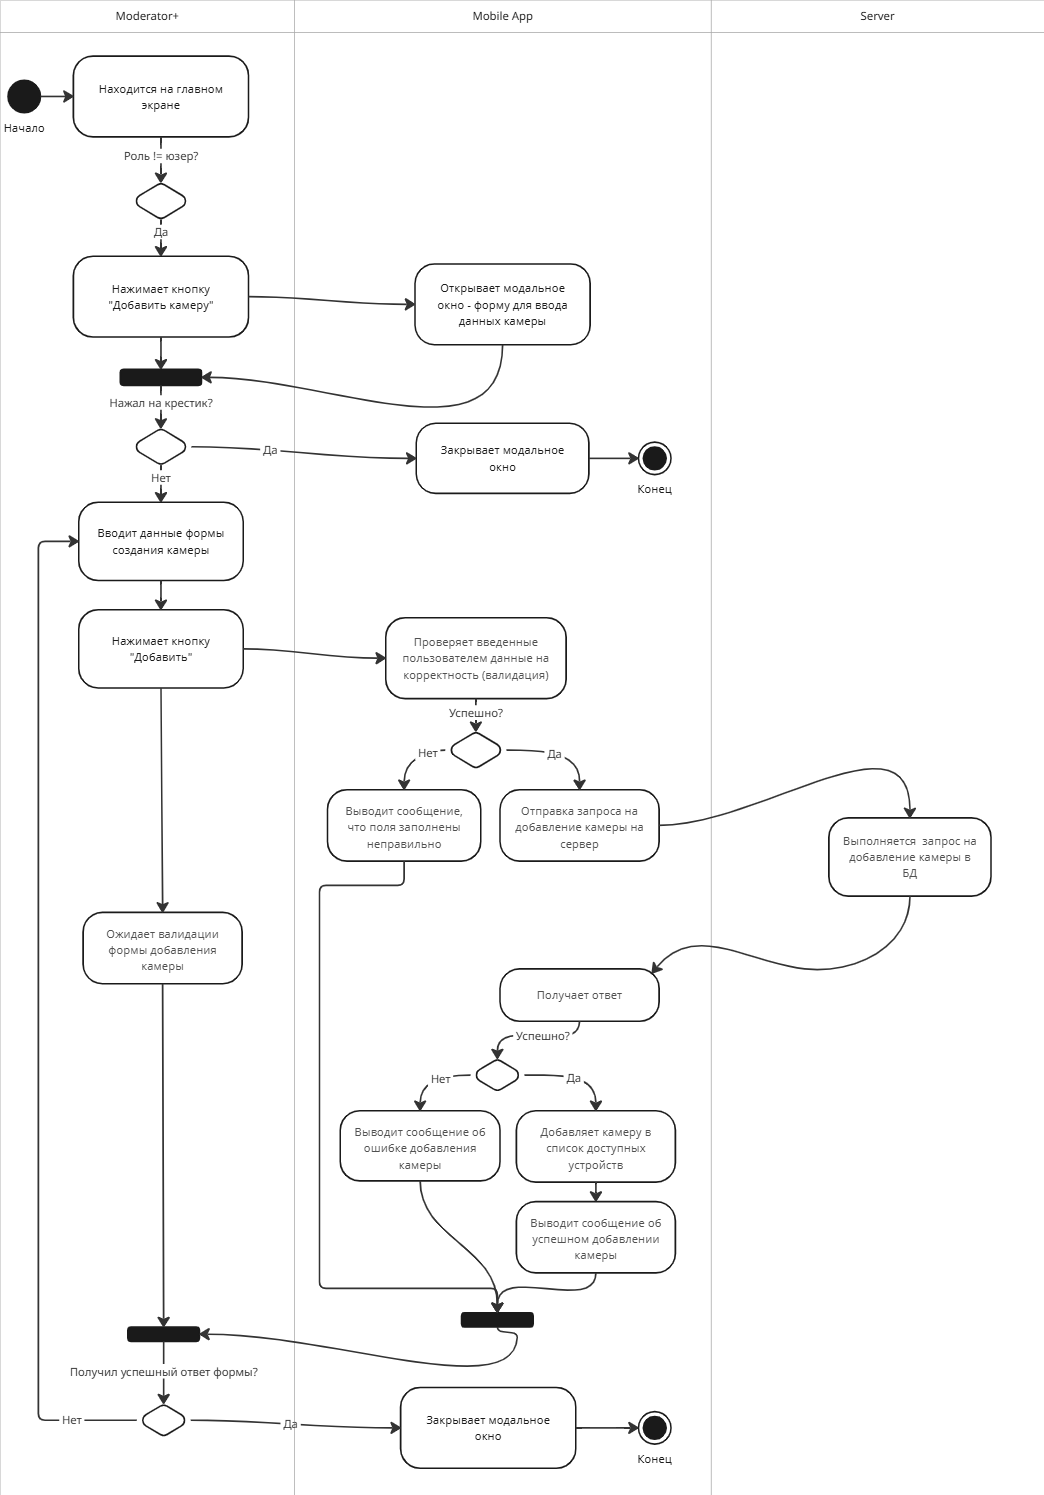 Moderator+
Mobile App
Server
Находится на главном
экране
Начало
Роль != юзер?
Да
Нажимает кнопку
"Добавить камеру"
Открывает модальное
окно - форму для ввода
данных камеры
Нажал на крестик?
Да
Закрывает модальное
окно
Конец
Нет
Вводит данные формы
создания камеры
Нажимает кнопку
"Добавить"
Проверяет введенные
пользователем данные на
корректность (валидация)
Успешно?
Нет
Да
Выводит сообщение,
что поля заполнены
неправильно
Отправка запроса на
добавление камеры на
сервер
Выполняется запрос на
добавление камеры в
БД
Ожидает валидации
формы добавления
камеры
Получает ответ
Успешно?
Нет
Да
Выводит сообщение об
ошибке добавления
камеры
Добавляет камеру в
список доступных
устройств
Выводит сообщение об
успешном добавлении
камеры
Получил успешный ответ формы?
Нет
Да
Закрывает модальное
окно
Конец